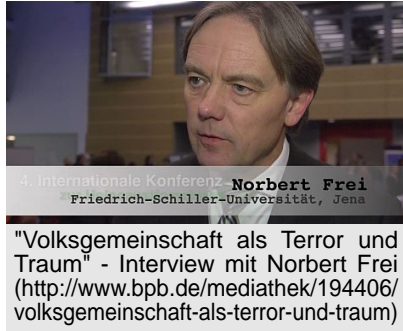 4. Internationale Konferenz
Norbert Frei
Friedrich-Schiller-Universität, Jena
"Volksgemeinschaft als Terror und
Traum" - Interview mit Norbert Frei
(http://www.bpb.de/mediathek/194406/
volksgemeinschaft-als-terror-und-traum)